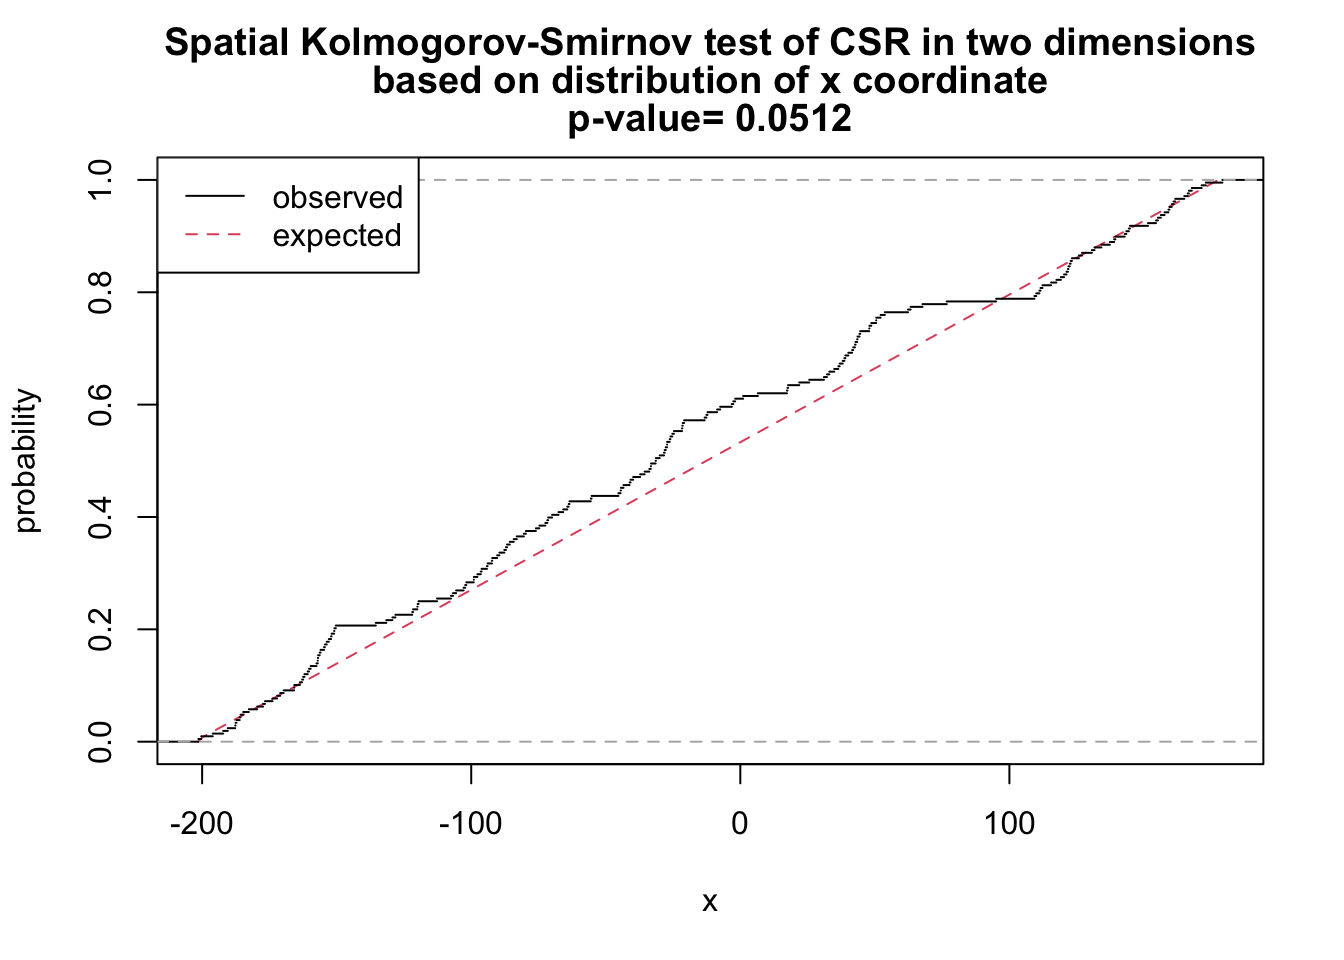 Spatial Kolmogorov-Smirnov test of CSR in two dimensions
based on distribution of x coordinate
p-value= 0.0512
observed
expected
1.0
0.8
0.6
0.4
0.2
0.0
probability
-200
-100
0
100
x